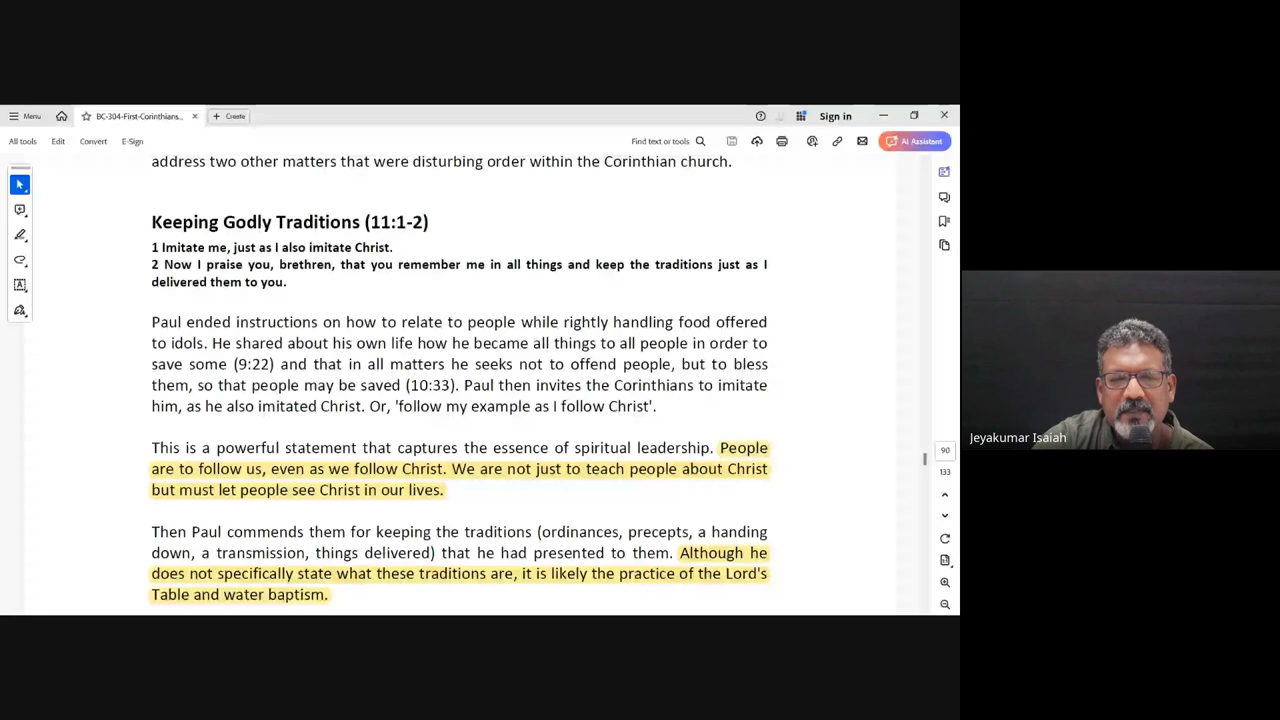 Menu
BC-304-First-Corinthians...
Create
Sign in
All tools
Edit
Convert
E-Sign
Find text or tools
AI Assistant
address two other matters that were disturbing order within the Corinthian church.
Keeping Godly Traditions (11:1-2)
1 Imitate me, just as I also imitate Christ.
2 Now I praise you, brethren, that you remember me in all things and keep the traditions just as I
delivered them to you.
Paul ended instructions on how to relate to people while rightly handling food offered
to idols. He shared about his own life how he became all things to all people in order to
save some (9:22) and that in all matters he seeks not to offend people, but to bless
them, so that people may be saved (10:33). Paul then invites the Corinthians to imitate
him, as he also imitated Christ. Or, 'follow my example as I follow Christ'.
This is a powerful statement that captures the essence of spiritual leadership. People
are to follow us, even as we follow Christ. We are not just to teach people about Christ
but must let people see Christ in our lives.
Then Paul commends them for keeping the traditions (ordinances, precepts, a handing
down, a transmission, things delivered) that he had presented to them. Although he
does not specifically state what these traditions are, it is likely the practice of the Lord's
Table and water baptism.
90
133
Jeyakumar Isaiah